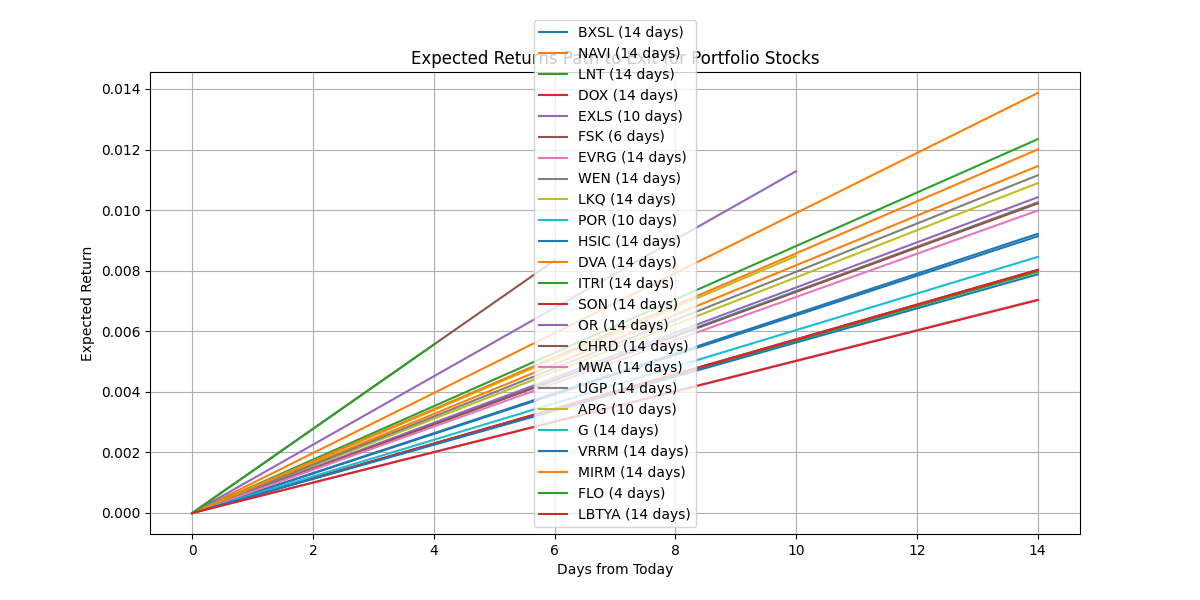 Expected Returns Path to Exit for Portfolio Stocks
BXSL (14 days)
NAVI (14 days)
LNT (14 days)
DOX (14 days)
EXLS (10 days)
FSK (6 days)
EVRG (14 days)
WEN (14 days)
LKQ (14 days)
POR (10 days)
HSIC (14 days)
DVA (14 days)
ITRI (14 days)
SON (14 days)
OR (14 days)
CHRD (14 days)
MWA (14 days)
UGP (14 days)
APG (10 days)
G (14 days)
VRRM (14 days)
MIRM (14 days)
FLO (4 days)
LBTYA (14 days)
Expected Return
0.014
0.012
0.010
0.008
0.006
0.004
0.002
0.000
0 2 4 6 8 10 12 14
Days from Today